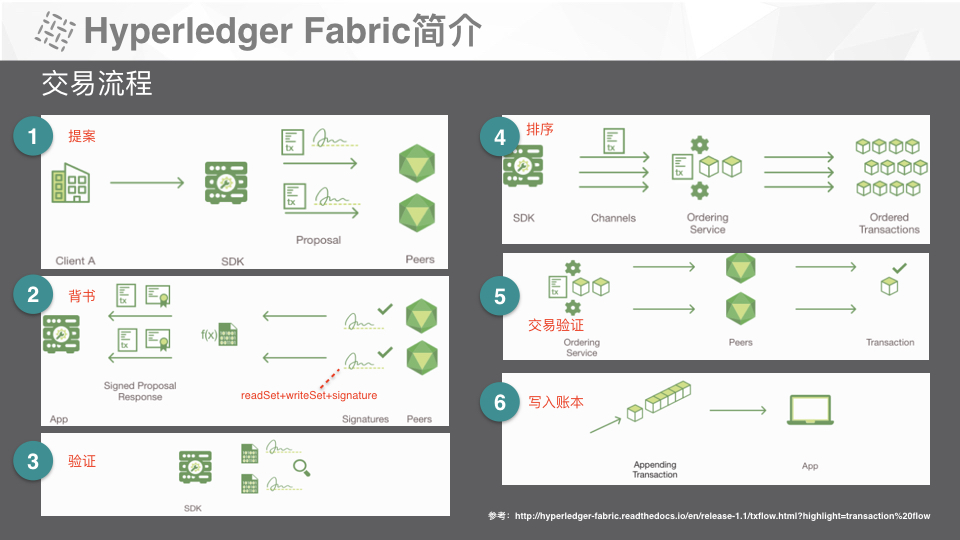 Hyperledger Fabric简介
交易流程
1
提案
tx
tx
Proposal
Client A
SDK
Peers
2
背书
tx
tx
f(x)
readSet+writeSet+signature
Signed Proposal
Response
App
Signatures
Peers
3
验证
SDK
4
排序
tx
tx
SDK
Channels
Ordering
Service
Ordered
Transactions
5
tx
交易验证
Ordering
Service
Peers
Transaction
6
写入账本
Appending
Transaction
App
参考：http://hyperledger-fabric.readthedocs.io/en/release-1.1/txflow.html?highlight=transaction%20flow